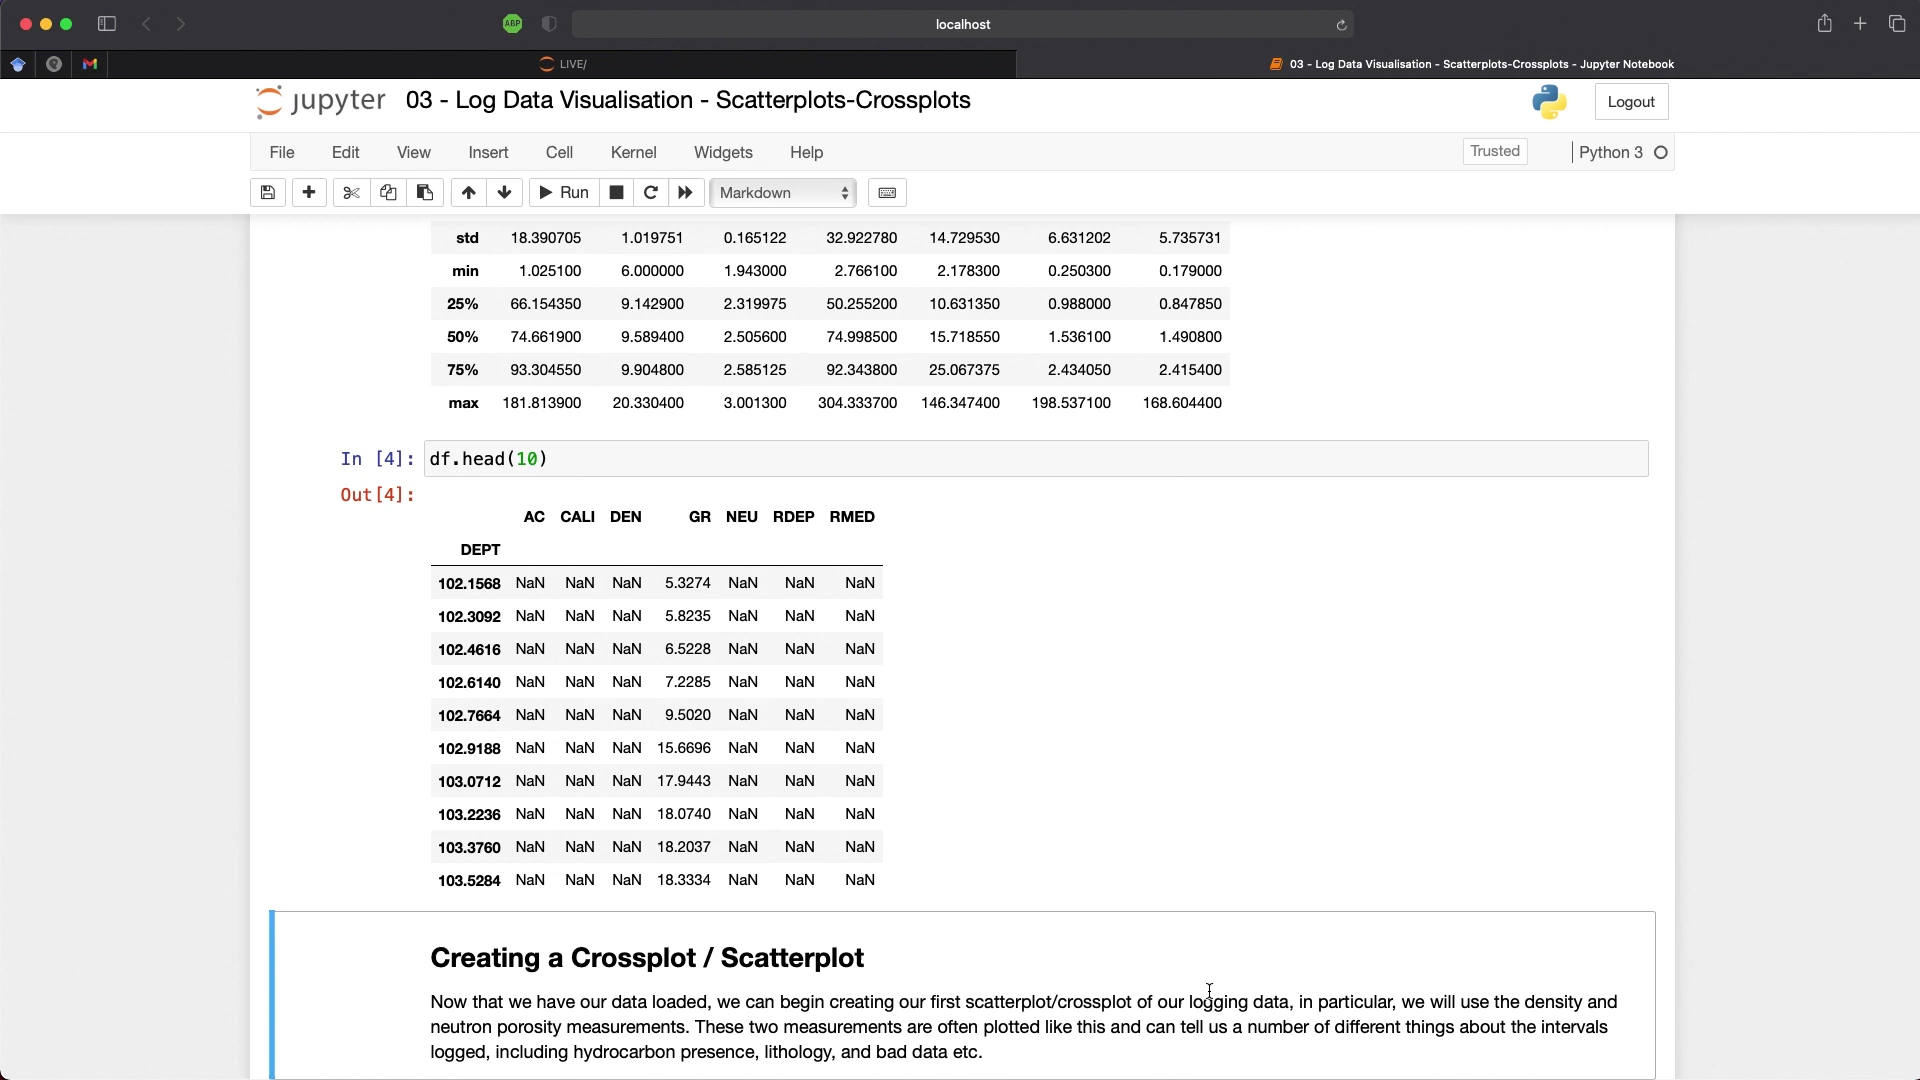 ABP
localhost
LIVE/
03 - Log Data Visualisation - Scatterplots-Crossplots - Jupyter Notebook
jupyter 03 - Log Data Visualisation - Scatterplots-Crossplots
Logout
File Edit View Insert Cell Kernel Widgets Help
Trusted
Python 3
Run
Markdown
std 18.390705 1.019751 0.165122 32.922780 14.729530 6.631202 5.735731
min 1.025100 6.000000 1.943000 2.766100 2.178300 0.250300 0.179000
25% 66.154350 9.142900 2.319975 50.255200 10.631350 0.988000 0.847850
50% 74.661900 9.589400 2.505600 74.998500 15.718550 1.536100 1.490800
75% 93.304550 9.904800 2.585125 92.343800 25.067375 2.434050 2.415400
max 181.813900 20.330400 3.001300 304.333700 146.347400 198.537100 168.604400
In [4]: df.head(10)
Out[4]:
AC CALI DEN GR NEU RDEP RMED
DEPT
102.1568 NaN NaN NaN 5.3274 NaN NaN NaN
102.3092 NaN NaN NaN 5.8235 NaN NaN NaN
102.4616 NaN NaN NaN 6.5228 NaN NaN NaN
102.6140 NaN NaN NaN 7.2285 NaN NaN NaN
102.7664 NaN NaN NaN 9.5020 NaN NaN NaN
102.9188 NaN NaN NaN 15.6696 NaN NaN NaN
103.0712 NaN NaN NaN 17.9443 NaN NaN NaN
103.2236 NaN NaN NaN 18.0740 NaN NaN NaN
103.3760 NaN NaN NaN 18.2037 NaN NaN NaN
103.5284 NaN NaN NaN 18.3334 NaN NaN NaN
Creating a Crossplot / Scatterplot
Now that we have our data loaded, we can begin creating our first scatterplot/crossplot of our logging data, in particular, we will use the density and
neutron porosity measurements. These two measurements are often plotted like this and can tell us a number of different things about the intervals
logged, including hydrocarbon presence, lithology, and bad data etc.